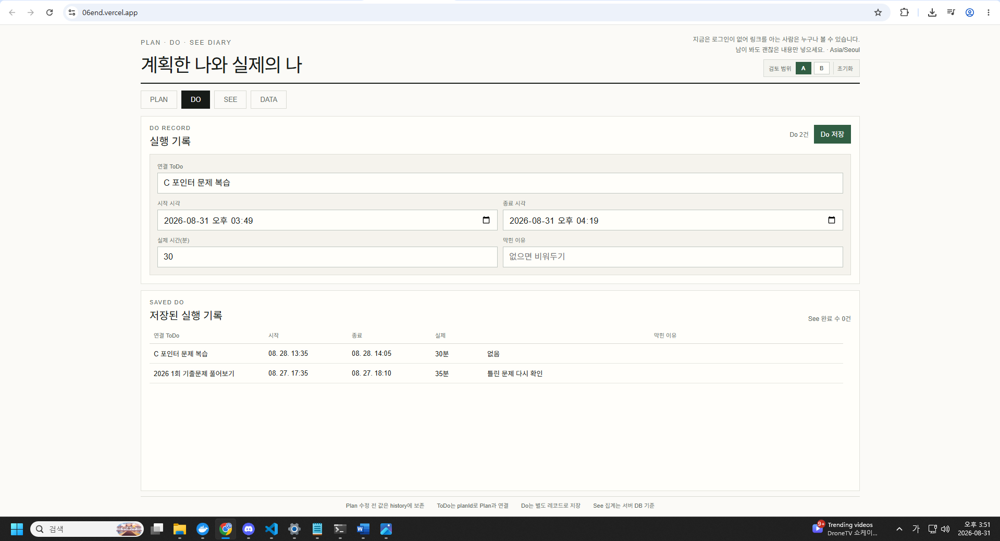 06end.vercel.app
PLAN · DO · SEE DIARY
계획한 나와 실제의 나
지금은 로그인이 없어 링크를 아는 사람은 누구나 볼 수 있습니다.
남이 봐도 괜찮은 내용만 넣으세요. · Asia/Seoul
검토 범위 A B 초기화
PLAN DO SEE DATA
DO RECORD
실행 기록
Do 2건 Do 저장
연결 ToDo
C 포인터 문제 복습
시작 시각 종료 시각
2026-08-31 오후 03:49 2026-08-31 오후 04:19
실제 시간(분) 막힌 이유
30 없으면 비워두기
SAVED DO
저장된 실행 기록
See 완료 수 0건
연결 ToDo 시작 종료 실제 막힌 이유
C 포인터 문제 복습 08. 28. 13:35 08. 28. 14:05 30분 없음
2026 1회 기출문제 풀어보기 08. 27. 17:35 08. 27. 18:10 35분 틀린 문제 다시 확인
Plan 수정 전 값은 history에 보존 ToDo는 planId로 Plan과 연결 Do는 별도 레코드로 저장 See 집계는 서버 DB 기준
검색
9+ Trending videos
DroneTV 쇼케이...
가
오후 3:51
2026-08-31